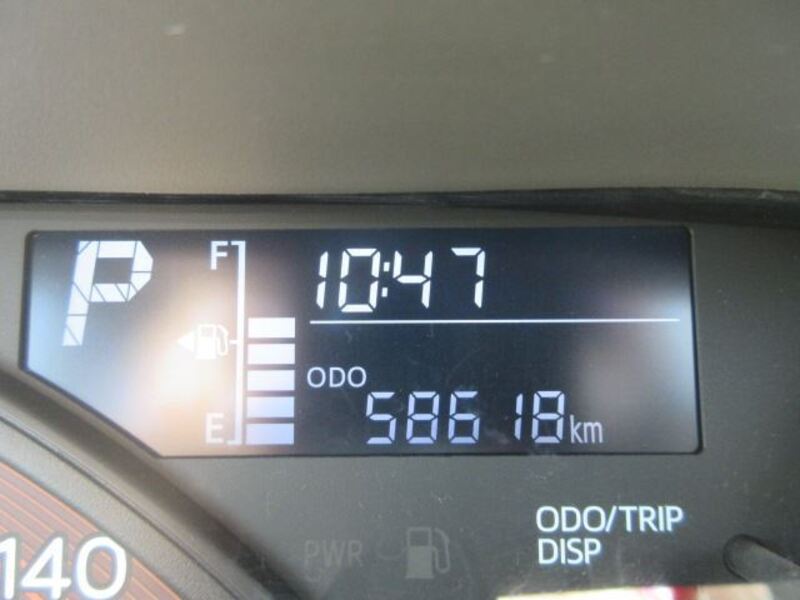 P
F
10:47
ODO
E
58618km
ODO/TRIP
DISP
PWR
140